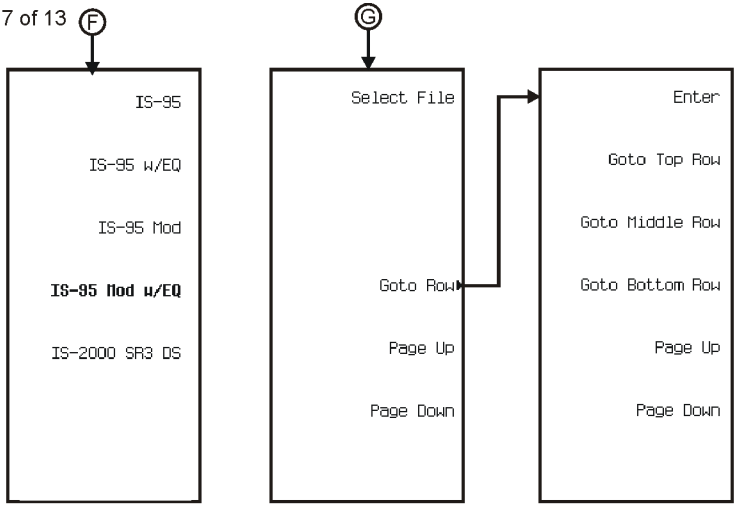 7 of 13
F
IS-95
IS-95 w/EQ
IS-95 Mod
IS-95 Mod w/EQ
IS-2000 SR3 DS
G
Select File
Goto Row
Page Up
Page Down
Enter
Goto Top Row
Goto Middle Row
Goto Bottom Row
Page Up
Page Down